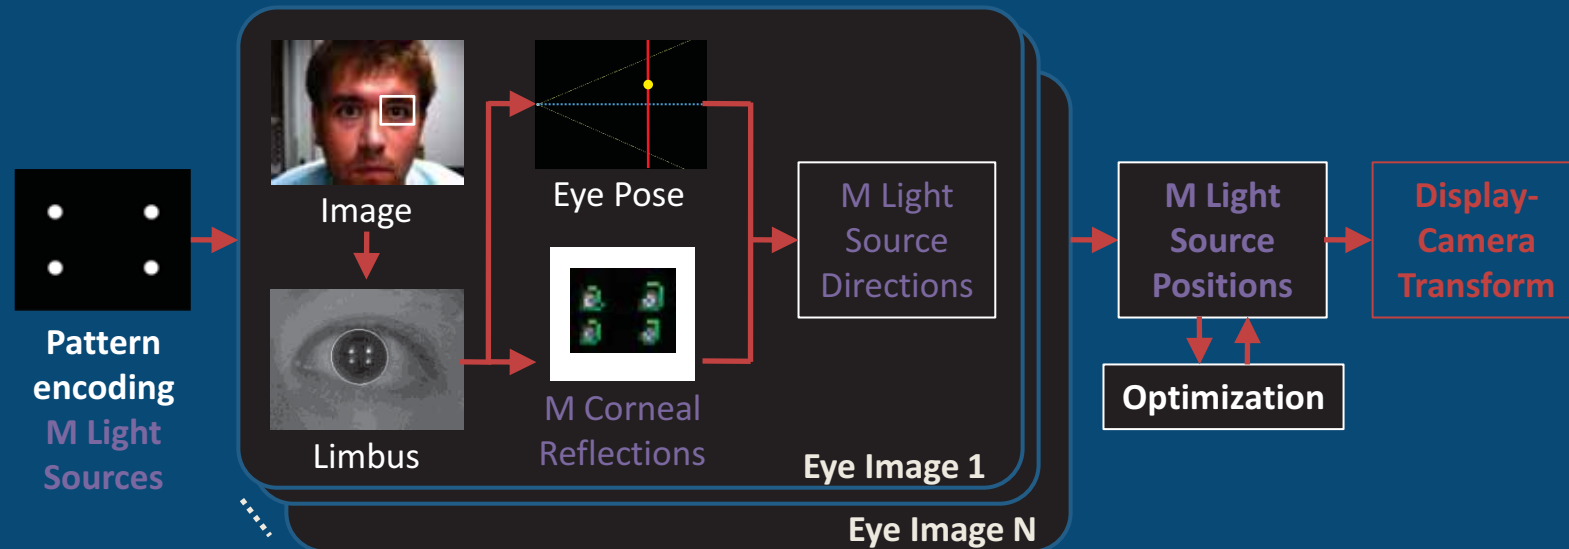 Pattern
encoding
M Light
Sources
Image
Limbus
Eye Pose
M Corneal
Reflections
M Light
Source
Directions
Eye Image 1
Eye Image N
M Light
Source
Positions
Optimization
Display-
Camera
Transform